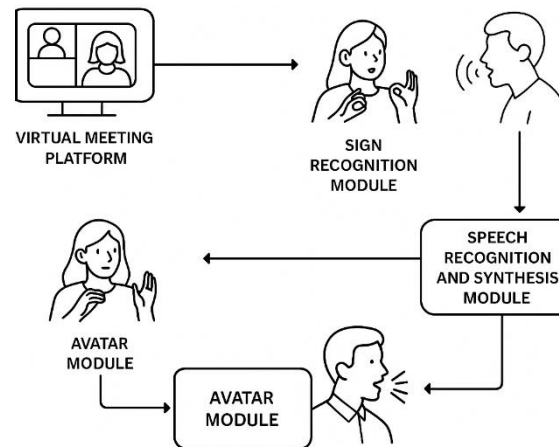 VIRTUAL MEETING
PLATFORM
SIGN
RECOGNITION
MODULE
SPEECH
RECOGNITION
AND SYNTHESIS
MODULE
AVATAR
MODULE
AVATAR
MODULE